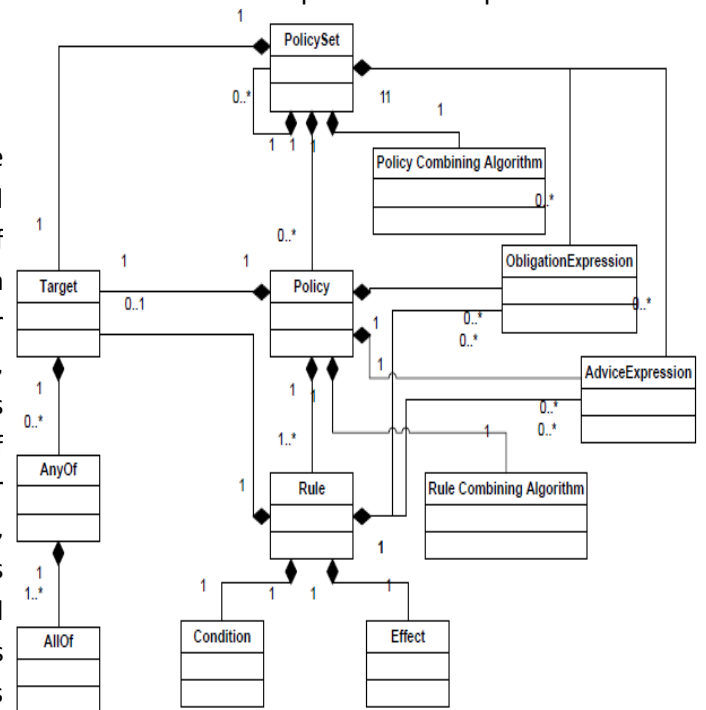 1
PolicySet
0..*
11
1
1 1 1
Policy Combining Algorithm
0..*
1
0..*
1
1
ObligationExpression
Target
Policy
0..1
0..*
0..*
1
0..*
1
AdviceExpression
1
1
1
0..*
0..*
0..*
1..*
1
AnyOf
1
Rule
Rule Combining Algorithm
1
1
1..*
1
1
1
1
AllOf
Condition
Effect